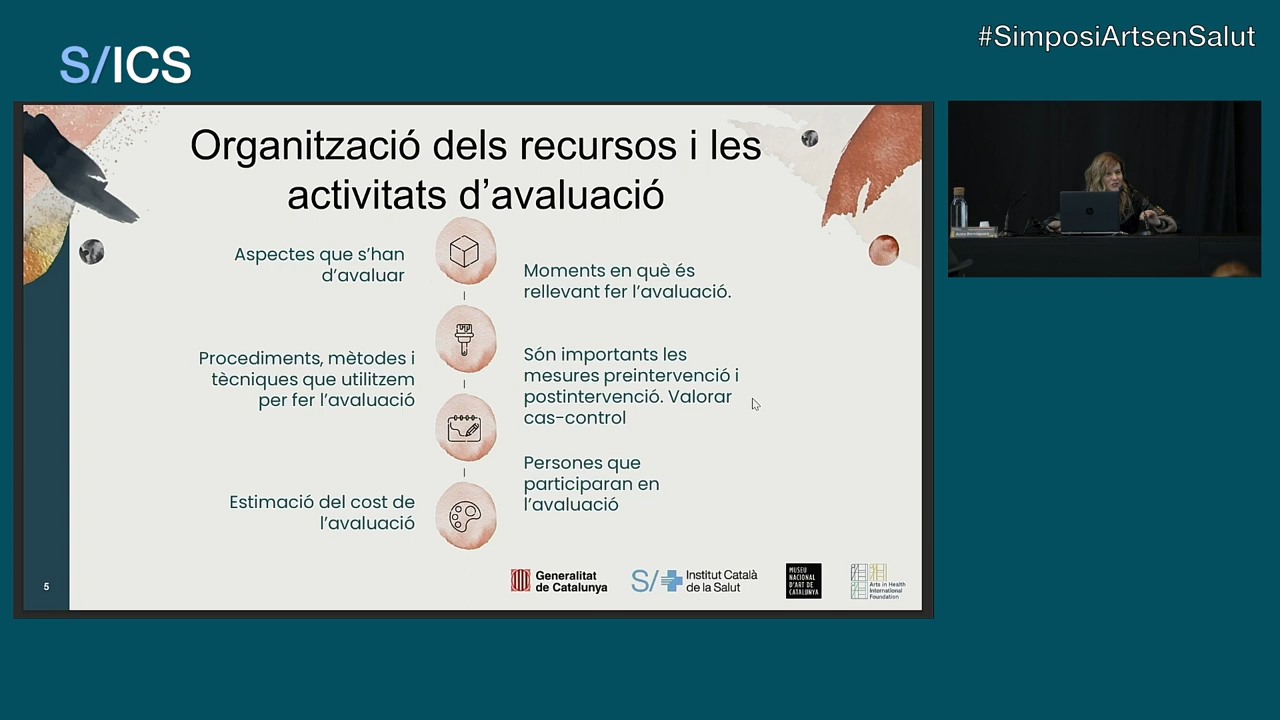 #SimposiArtsenSalut
S/ICS
Organització dels recursos i les
activitats d'avaluació
Aspectes que s'han
d'avaluar
Moments en què és
rellevant fer l'avaluació.
Procediments, mètodes i
tècniques que utilitzem
per fer l'avaluació
Són importants les
mesures preintervenció i
postintervenció. Valorar
cas-control
Persones que
participaran en
l'avaluació
Estimació del cost de
l'avaluació
5
Generalitat
de Catalunya
S/
Institut Català
de la Salut
MUSEU
NACIONAL
D'ART DE
CATALUNYA
Arts in Health
International
Foundation